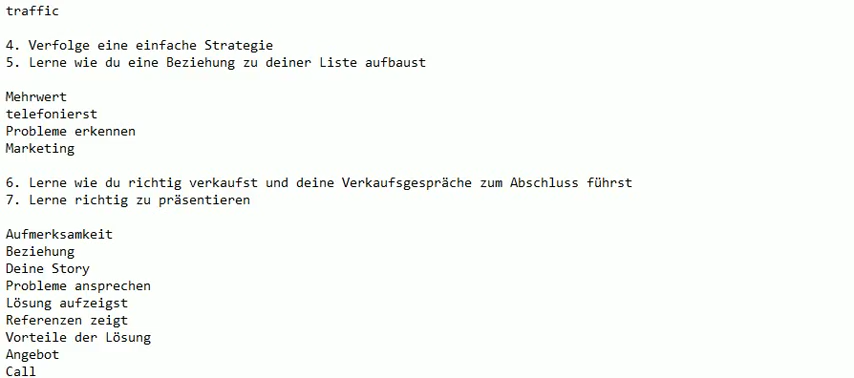 traffic
4. Verfolge eine einfache Strategie
5. Lerne wie du eine Beziehung zu deiner Liste aufbaust
Mehrwert
telefonierst
Probleme erkennen
Marketing
6. Lerne wie du richtig verkaufst und deine Verkaufsgespräche zum Abschluss führst
7. Lerne richtig zu präsentieren
Aufmerksamkeit
Beziehung
Deine Story
Probleme ansprechen
Lösung aufzeigst
Referenzen zeigt
Vorteile der Lösung
Angebot
Call